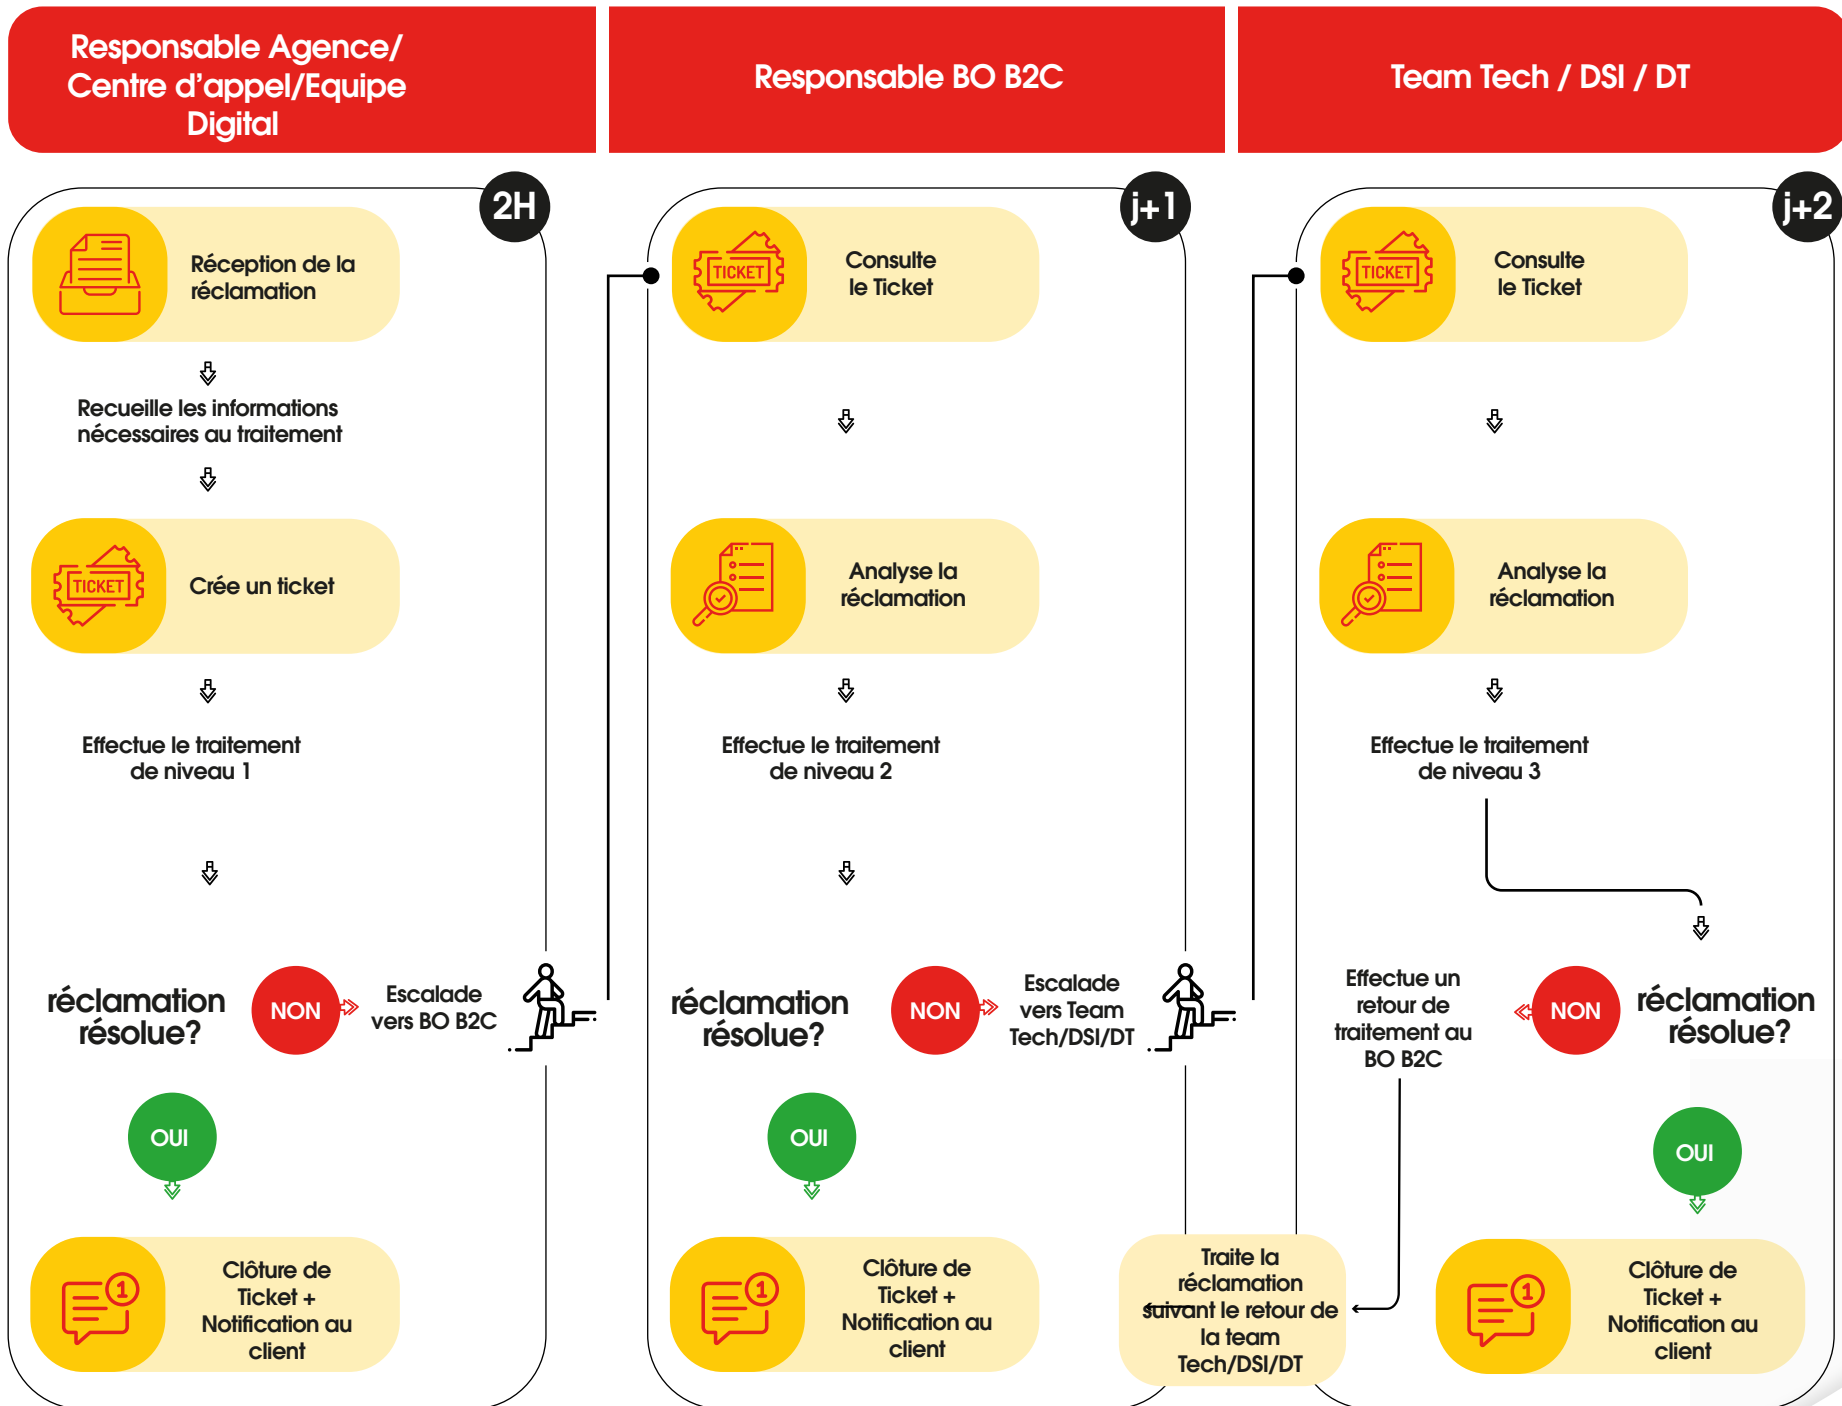 Responsable Agence/
Centre d'appel/Equipe
Digital
Responsable BO B2C
Team Tech / DSI / DT
2H
Réception de la
réclamation
Recueille les informations
nécessaires au traitement
TICKET
Crée un ticket
Effectue le traitement
de niveau 1
réclamation
résolue?
NON
Escalade
vers BO B2C
OUI
1
Clôture de
Ticket +
Notification au
client
j+1
TICKET
Consulte
le Ticket
Analyse la
réclamation
Effectue le traitement
de niveau 2
réclamation
résolue?
NON
Escalade
vers Team
Tech/DSI/DT
OUI
1
Clôture de
Ticket +
Notification au
client
j+2
TICKET
Consulte
le Ticket
Analyse la
réclamation
Effectue le traitement
de niveau 3
réclamation
résolue?
NON
Effectue un
retour de
traitement au
BO B2C
Traite la
réclamation
suivant le retour de
la team
Tech/DSI/DT
OUI
1
Clôture de
Ticket +
Notification au
client